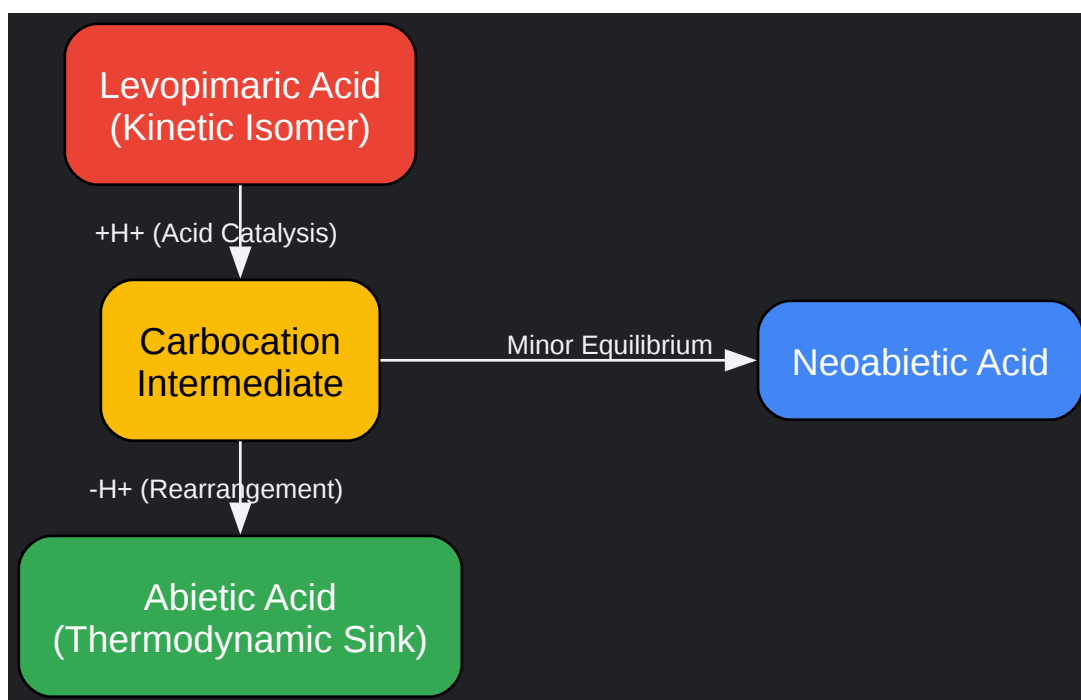 Levopimaric Acid
(Kinetic Isomer)
+H+ (Acid Catalysis)
Carbocation
Intermediate
Minor Equilibrium
Neoabietic Acid
-H+ (Rearrangement)
Abietic Acid
(Thermodynamic Sink)